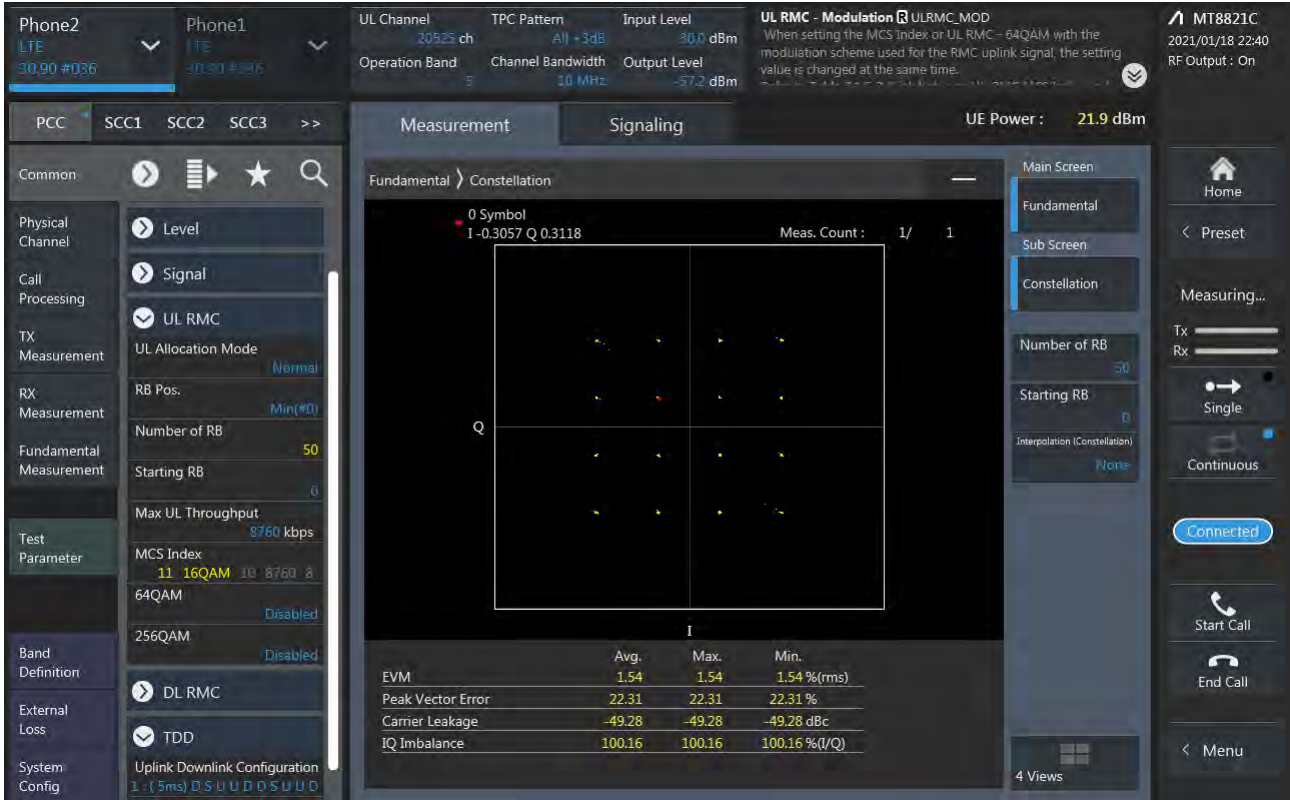 Phone2
LTE
30.90 #036
Phone1
LTE
30.90 #036
UL Channel
20525 ch
Operation Band
5
TPC Pattern
All +3dB
Channel Bandwidth
10 MHz
Input Level
30.0 dBm
Output Level
-57.2 dBm
UL RMC - Modulation R ULRMC_MOD
When setting the MCS Index or UL RMC - 64QAM with the
modulation scheme used for the RMC uplink signal, the setting
value is changed at the same time.
MT8821C
2021/01/18 22:40
RF Output : On
PCC SCC1 SCC2 SCC3 >>
Measurement
Signaling
UE Power : 21.9 dBm
Common
Physical
Channel
Call
Processing
TX
Measurement
RX
Measurement
Fundamental
Measurement
Test
Parameter
Band
Definition
External
Loss
System
Config
Level
Signal
UL RMC
UL Allocation Mode
Normal
RB Pos.
Min(#0)
Number of RB
50
Starting RB
0
Max UL Throughput
8760 kbps
MCS Index
11 16QAM 10 8760 8
64QAM
Disabled
256QAM
Disabled
DL RMC
TDD
Uplink Downlink Configuration
1 : ( 5ms) D S U U D D S U U D
Fundamental 〉 Constellation
0 Symbol
I -0.3057 Q 0.3118
Meas. Count : 1/ 1
Q
I
Avg. Max. Min.
EVM 1.54 1.54 1.54 %(rms)
Peak Vector Error 22.31 22.31 22.31 %
Carrier Leakage -49.28 -49.28 -49.28 dBc
IQ Imbalance 100.16 100.16 100.16 %(I/Q)
Main Screen
Fundamental
Sub Screen
Constellation
Number of RB
50
Starting RB
0
Interpolation (Constellation)
None
4 Views
Home
< Preset
Measuring...
Tx
Rx
Single
Continuous
Connected
Start Call
End Call
< Menu